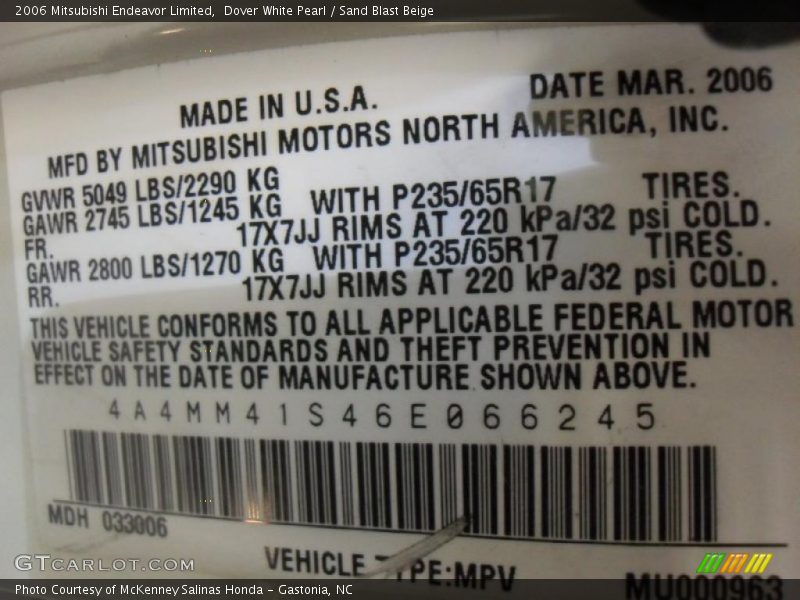 2006 Mitsubishi Endeavor Limited,  Dover White Pearl / Sand Blast Beige
MADE IN U.S.A. DATE MAR. 2006
MFD BY MITSUBISHI MOTORS NORTH AMERICA, INC.
GVWR 5049 LBS/2290 KG
GAWR 2745 LBS/1245 KG WITH P235/65R17 TIRES.
FR. 17X7JJ RIMS AT 220 kPa/32 psi COLD.
GAWR 2800 LBS/1270 KG WITH P235/65R17 TIRES.
RR. 17X7JJ RIMS AT 220 kPa/32 psi COLD.
THIS VEHICLE CONFORMS TO ALL APPLICABLE FEDERAL MOTOR
VEHICLE SAFETY STANDARDS AND THEFT PREVENTION IN
EFFECT ON THE DATE OF MANUFACTURE SHOWN ABOVE.
4A4MM41S46E066245
MDH 033006
VEHICLE TYPE:MPV
MU000963
GTCARLOT.COM
Photo Courtesy of McKenney Salinas Honda - Gastonia, NC